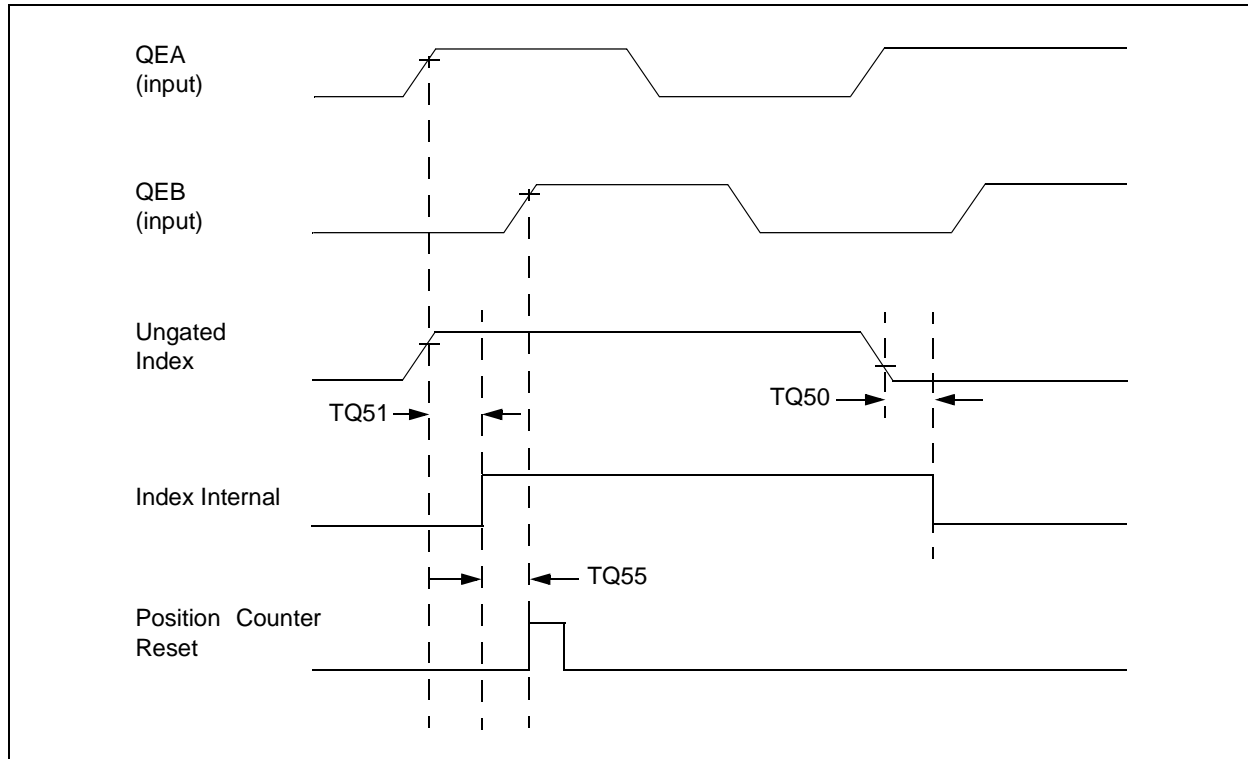 QEA
(input)
QEB
(input)
Ungated
Index
TQ51
TQ50
Index Internal
TQ55
Position Counter
Reset